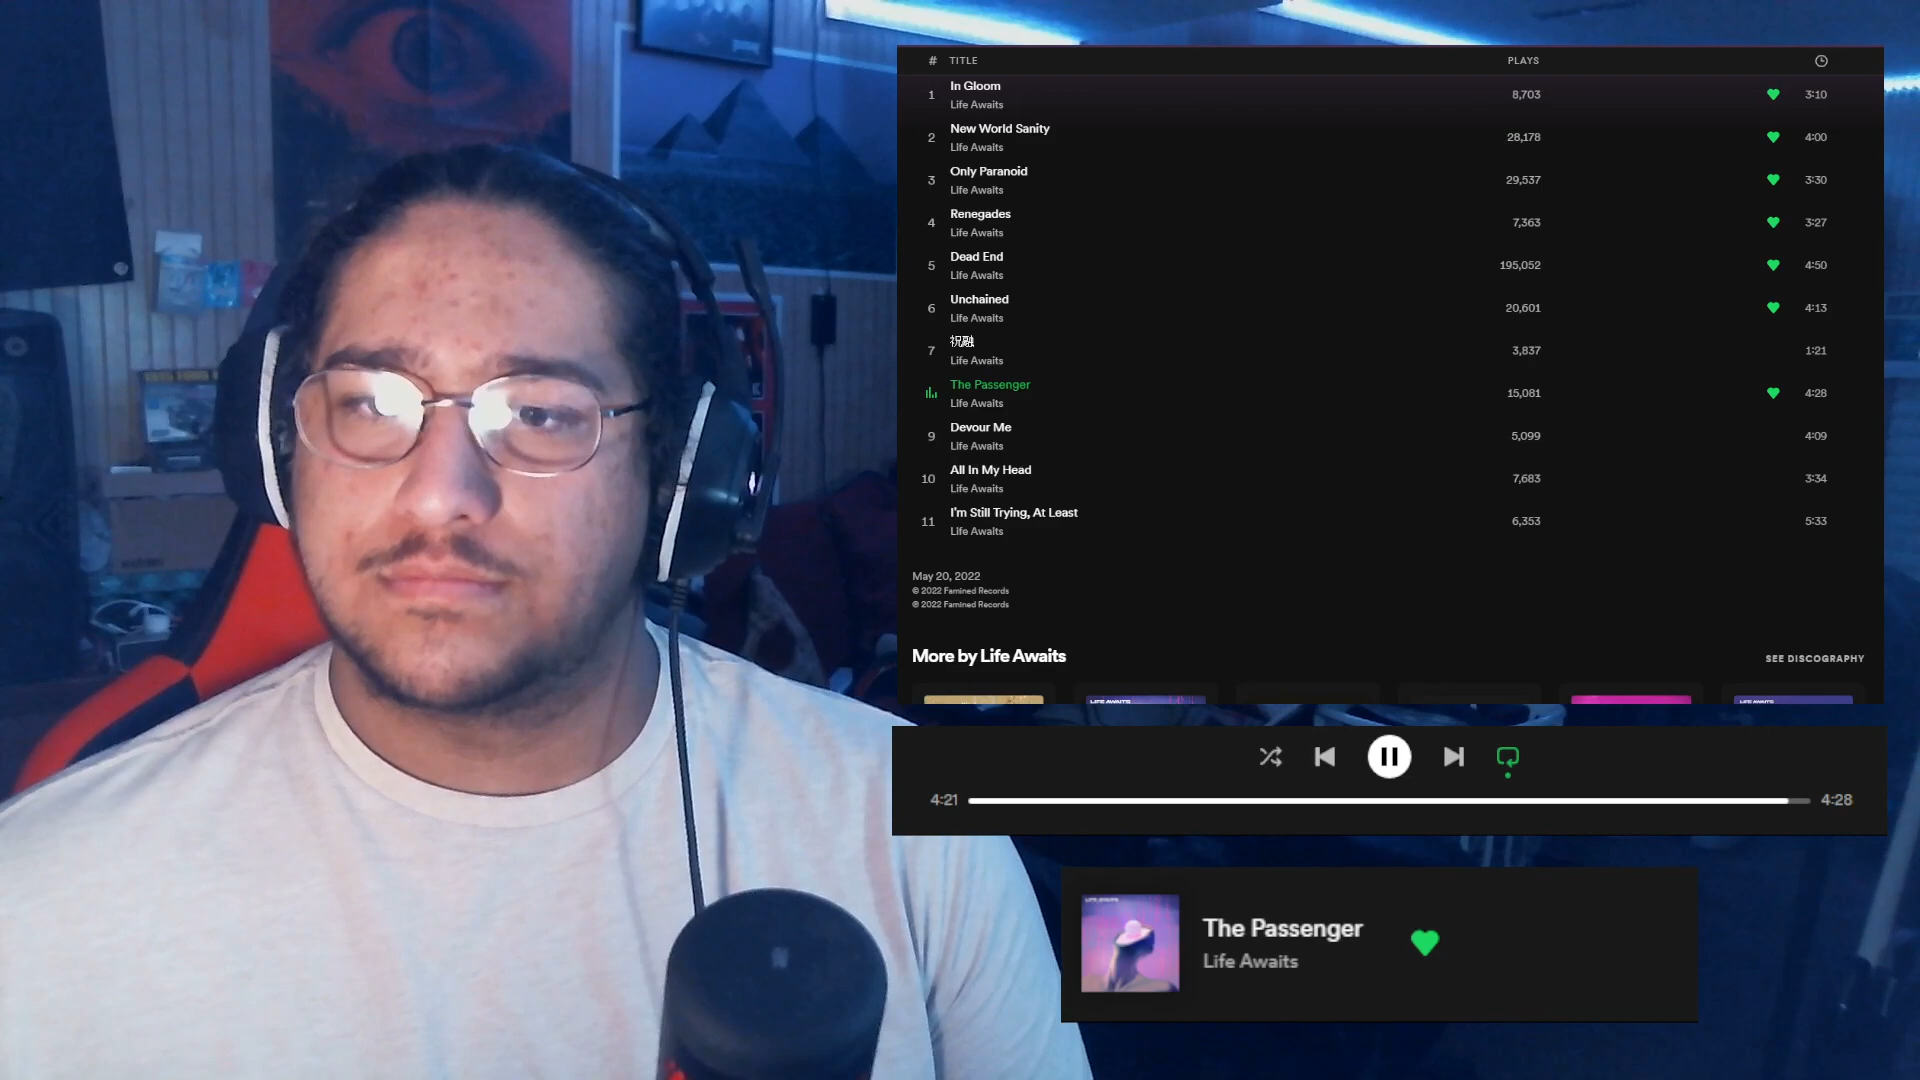 # TITLE PLAYS
1 In Gloom 8,703 3:10
Life Awaits
2 New World Sanity 28,178 4:00
Life Awaits
3 Only Paranoid 29,537 3:30
Life Awaits
4 Renegades 7,363 3:27
Life Awaits
5 Dead End 195,052 4:50
Life Awaits
6 Unchained 20,601 4:13
Life Awaits
7 祝融 3,837 1:21
Life Awaits
The Passenger 15,081 4:28
Life Awaits
9 Devour Me 5,099 4:09
Life Awaits
10 All In My Head 7,683 3:34
Life Awaits
11 I'm Still Trying, At Least 6,353 5:33
Life Awaits
May 20, 2022
© 2022 Famined Records
℗ 2022 Famined Records
More by Life Awaits SEE DISCOGRAPHY
LIFE AWAITS LIFE AWAITS
4:21 4:28
LIFE AWAITS
The Passenger
Life Awaits